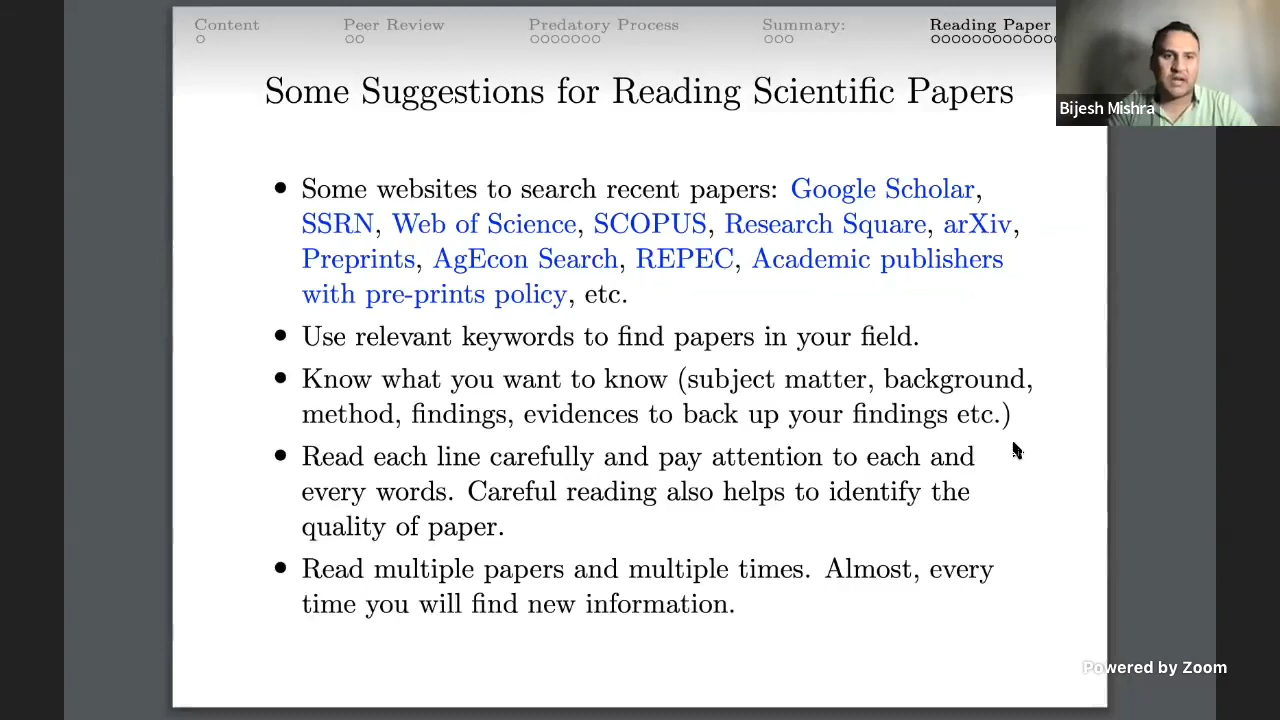 Content Peer Review Predatory Process Summary: Reading Paper
Bijesh Mishra
Some Suggestions for Reading Scientific Papers
Some websites to search recent papers: Google Scholar,
SSRN, Web of Science, SCOPUS, Research Square, arXiv,
Preprints, AgEcon Search, REPEC, Academic publishers
with pre-prints policy, etc.
Use relevant keywords to find papers in your field.
Know what you want to know (subject matter, background,
method, findings, evidences to back up your findings etc.)
Read each line carefully and pay attention to each and
every words. Careful reading also helps to identify the
quality of paper.
Read multiple papers and multiple times. Almost, every
time you will find new information.
Powered by Zoom